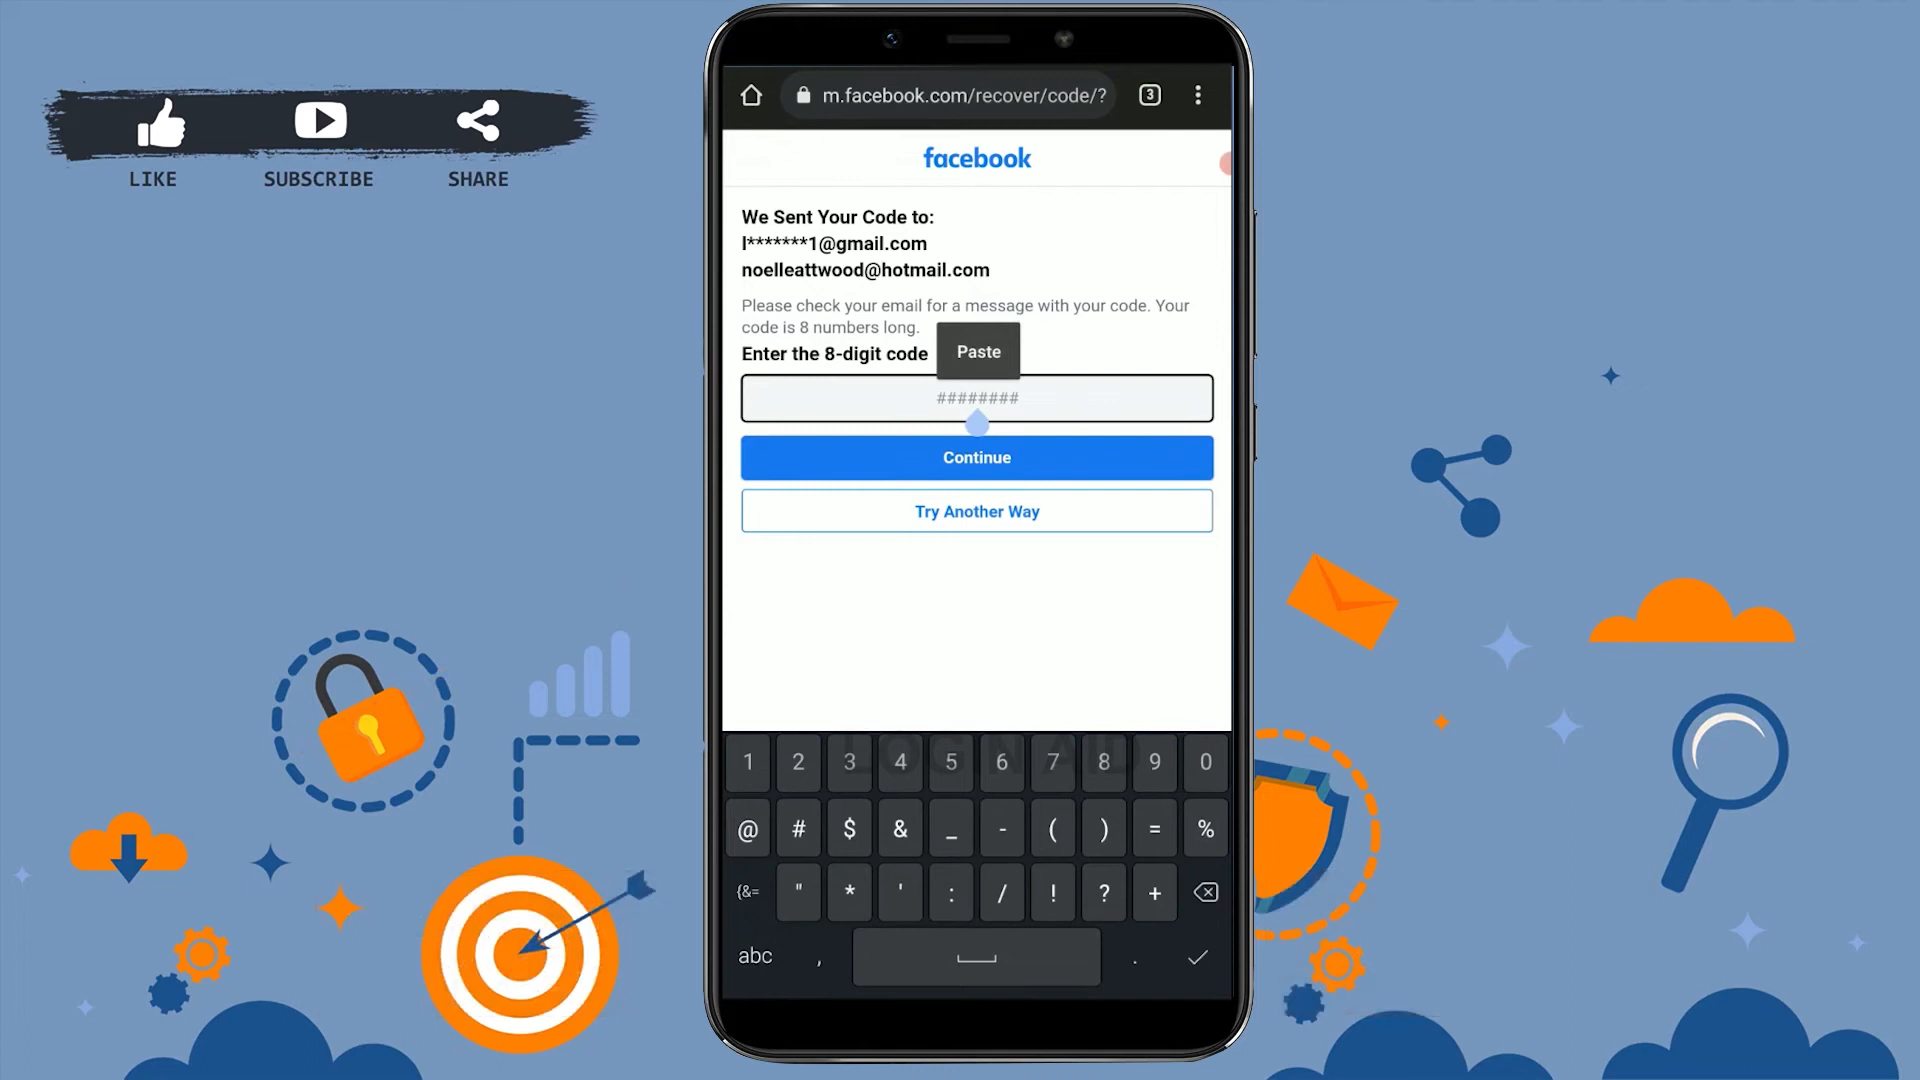 LIKE SUBSCRIBE SHARE
m.facebook.com/recover/code/? 3
facebook
We Sent Your Code to:
l*******1@gmail.com
noelleattwood@hotmail.com
Please check your email for a message with your code. Your
code is 8 numbers long.
Enter the 8-digit code
Paste
########
Continue
Try Another Way
LOGIN AID
1 2 3 4 5 6 7 8 9 0
@ # $ & _ - ( ) = %
{&= " * ' : / ! ? +
abc , .